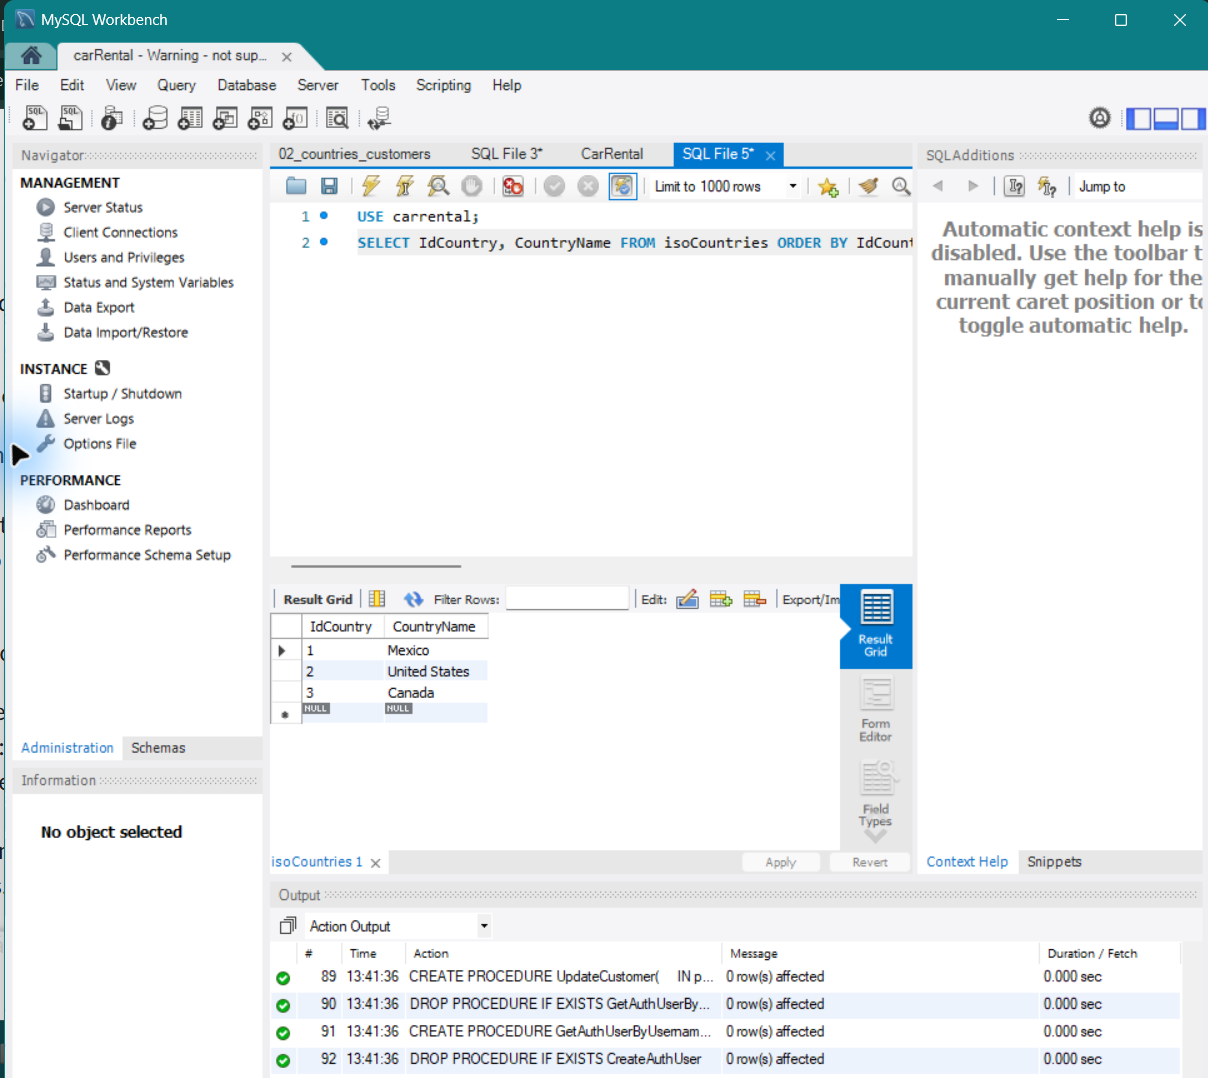 MySQL Workbench
carRental - Warning - not sup...
File Edit View Query Database Server Tools Scripting Help
Navigator
MANAGEMENT
Server Status
Client Connections
Users and Privileges
Status and System Variables
Data Export
Data Import/Restore
INSTANCE
Startup / Shutdown
Server Logs
Options File
PERFORMANCE
Dashboard
Performance Reports
Performance Schema Setup
Administration Schemas
Information
No object selected
02_countries_customers SQL File 3* CarRental SQL File 5*
Limit to 1000 rows
1 USE carrental;
2 SELECT IdCountry, CountryName FROM isoCountries ORDER BY IdCount
Result Grid Filter Rows: Edit: Export/Im
IdCountry CountryName
1 Mexico
2 United States
3 Canada
NULL NULL
Result
Grid
Form
Editor
Field
Types
isoCountries 1 Apply Revert
SQLAdditions
Jump to
Automatic context help is
disabled. Use the toolbar t
manually get help for the
current caret position or to
toggle automatic help.
Context Help Snippets
Output
Action Output
# Time Action Message Duration / Fetch
89 13:41:36 CREATE PROCEDURE UpdateCustomer( IN p... 0 row(s) affected 0.000 sec
90 13:41:36 DROP PROCEDURE IF EXISTS GetAuthUserBy... 0 row(s) affected 0.000 sec
91 13:41:36 CREATE PROCEDURE GetAuthUserByUsernam... 0 row(s) affected 0.000 sec
92 13:41:36 DROP PROCEDURE IF EXISTS CreateAuthUser 0 row(s) affected 0.000 sec